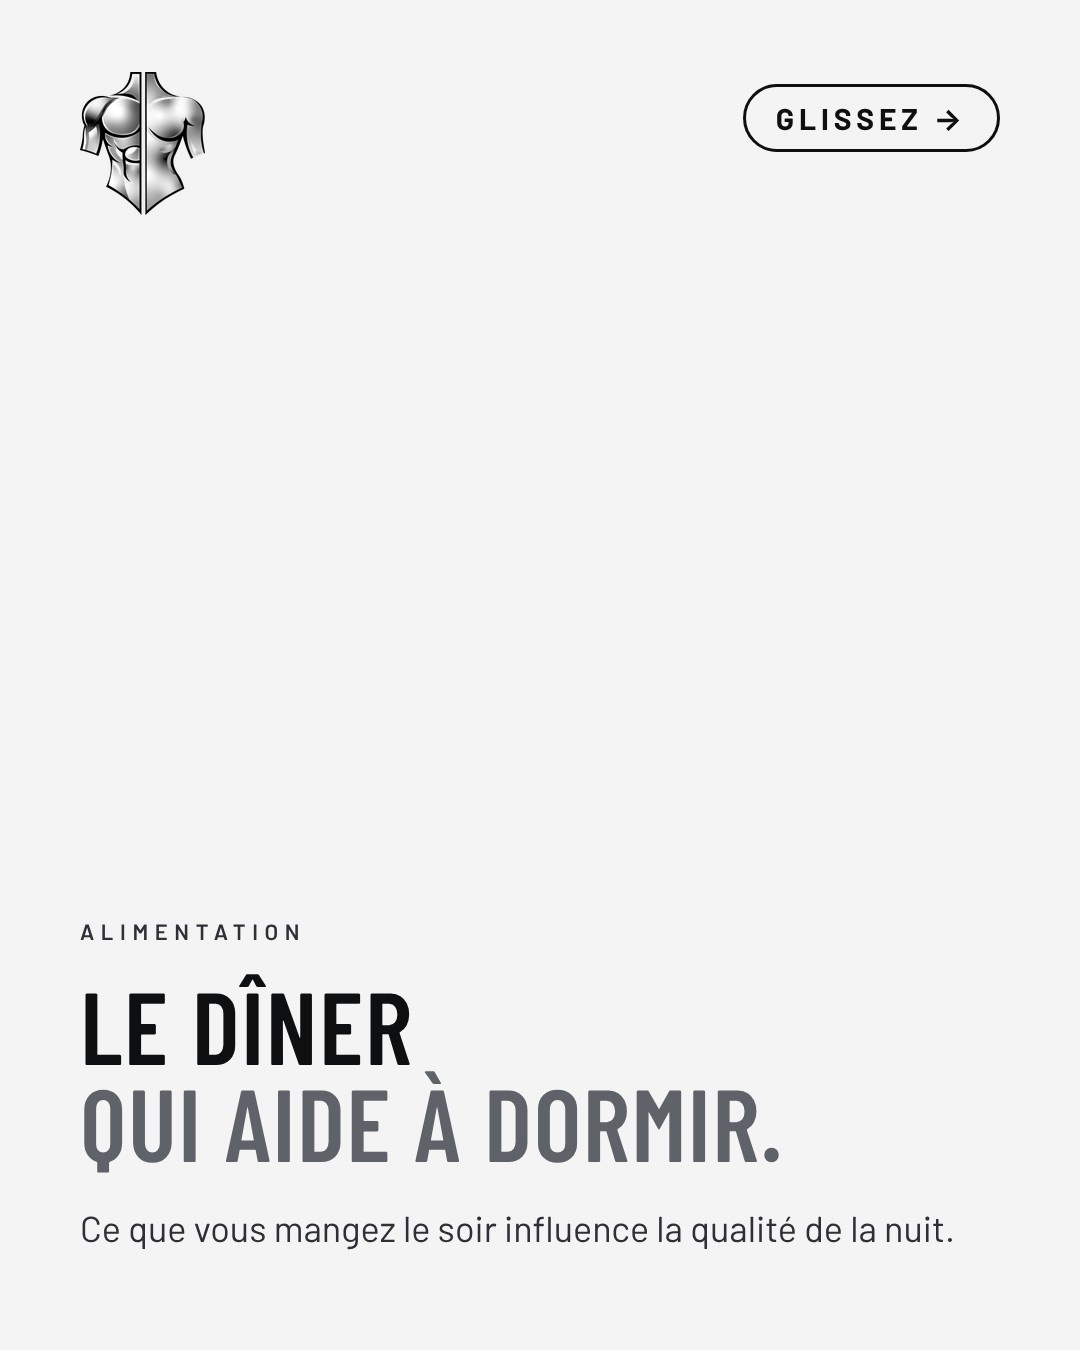 GLISSEZ →
ALIMENTATION
LE DÎNER
QUI AIDE À DORMIR.
Ce que vous mangez le soir influence la qualité de la nuit.